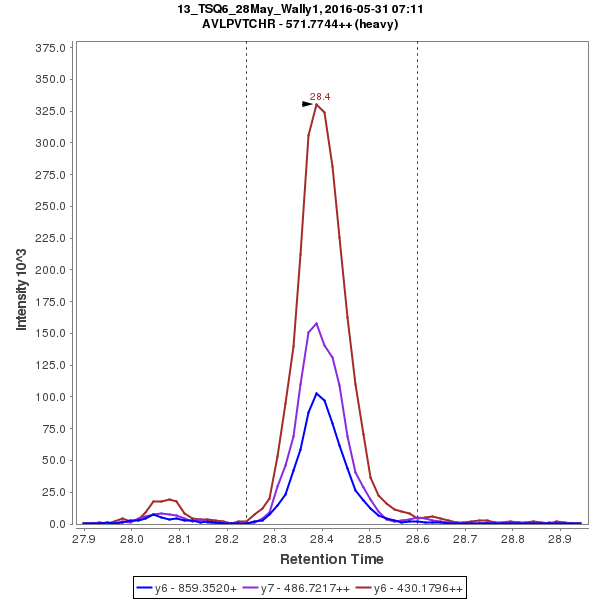 13_TSQ6_28May_Wally1, 2016-05-31 07:11
AVLPVTCHR - 571.7744++ (heavy)
375.0
350.0
325.0
300.0
275.0
250.0
225.0
200.0
175.0
150.0
125.0
100.0
75.0
50.0
25.0
0.0
Intensity 10^3
28.4
27.9 28.0 28.1 28.2 28.3 28.4 28.5 28.6 28.7 28.8 28.9
Retention Time
y6 - 859.3520+ y7 - 486.7217++ y6 - 430.1796++